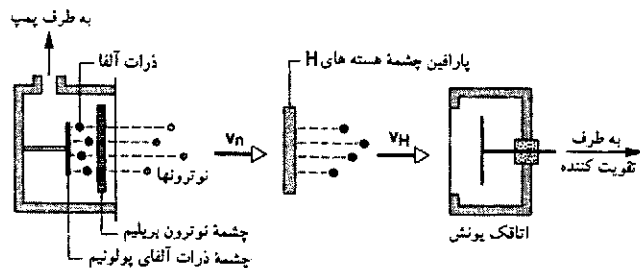 به طرف پمپ
ذرات آلفا
پارافین چشمهٔ هسته های H
vn
vH
نوترونها
به طرف
تقویت کننده
چشمهٔ نوترون بریلیم
چشمهٔ ذرات آلفای پولونیم
اتاقک یونش